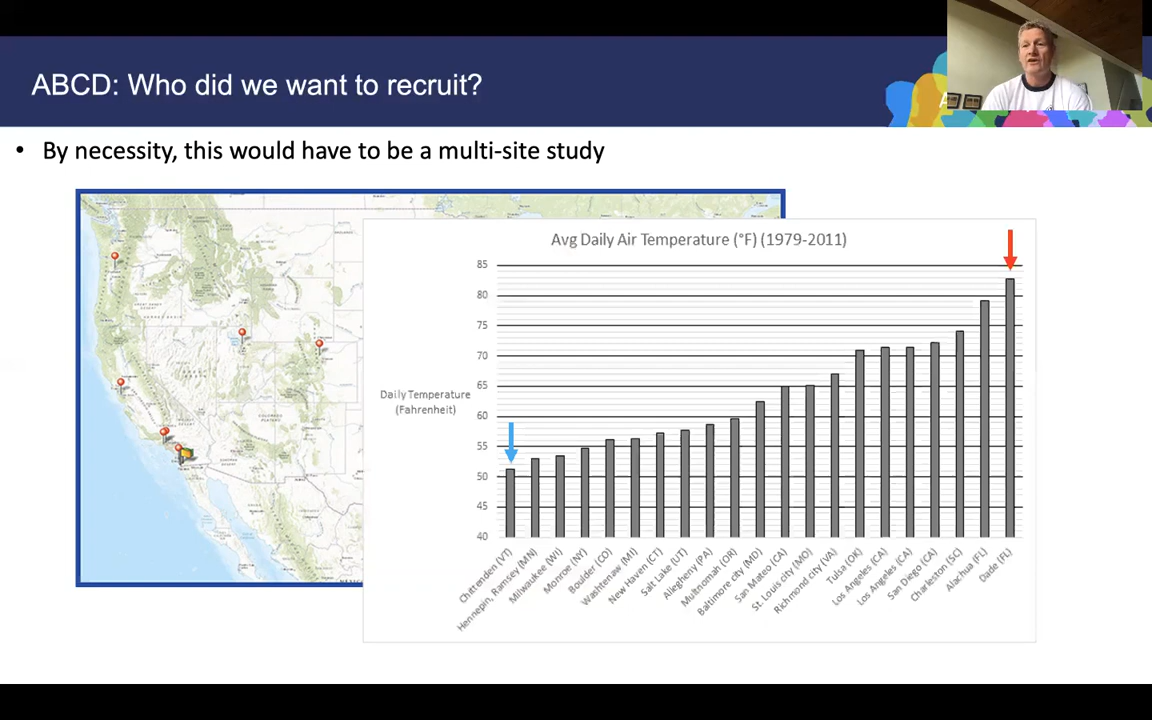 ABCD: Who did we want to recruit?
• By necessity, this would have to be a multi-site study
Avg Daily Air Temperature (°F) (1979-2011)
85
80
75
70
65
60
55
50
45
40
Daily Temperature
(Fahrenheit)
Chittenden (VT)
Hennepin, Ramsey (MN)
Milwaukee (WI)
Monroe (NY)
Boulder (CO)
Washtenaw (MI)
New Haven (CT)
Salt Lake (UT)
Allegheny (PA)
Multnomah (OR)
Baltimore city (MD)
San Mateo (CA)
St. Louis city (MO)
Richmond city (VA)
Tulsa (OK)
Los Angeles (CA)
Los Angeles (CA)
San Diego (CA)
Charleston (SC)
Alachua (FL)
Dade (FL)